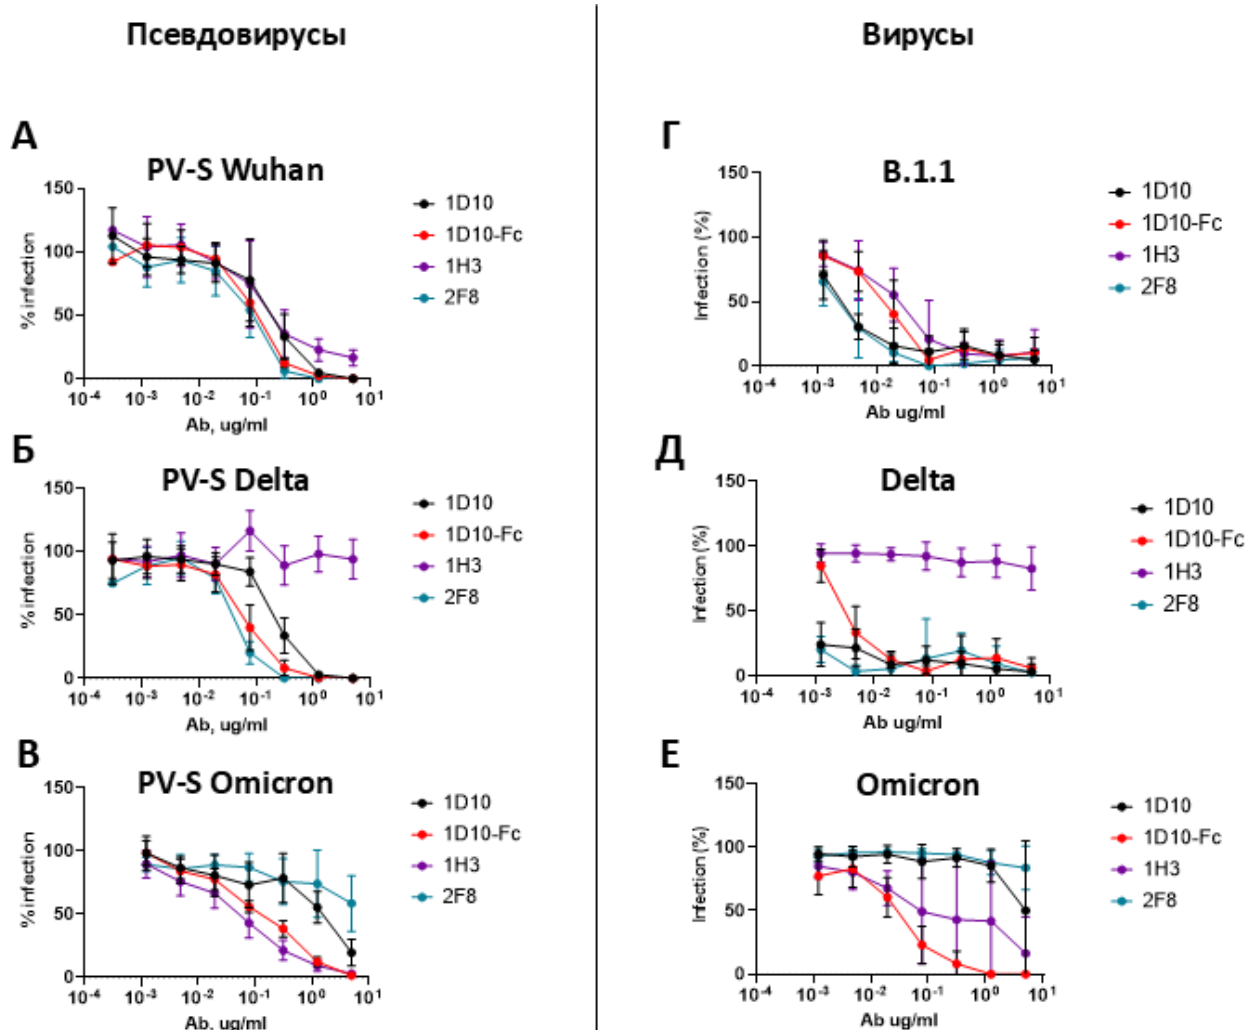 Псевдовирусы
Вирусы
А
PV-S Wuhan
150
100
50
0
% infection
10-4 10-3 10-2 10-1 100 101
Ab, ug/ml
1D10
1D10-Fc
1H3
2F8
Г
B.1.1
150
100
50
0
Infection (%)
10-4 10-3 10-2 10-1 100 101
Ab ug/ml
1D10
1D10-Fc
1H3
2F8
Б
PV-S Delta
150
100
50
0
% infection
10-4 10-3 10-2 10-1 100 101
Ab, ug/ml
1D10
1D10-Fc
1H3
2F8
Д
Delta
150
100
50
0
Infection (%)
10-4 10-3 10-2 10-1 100 101
Ab ug/ml
1D10
1D10-Fc
1H3
2F8
В
PV-S Omicron
150
100
50
0
% infection
10-4 10-3 10-2 10-1 100 101
Ab, ug/ml
1D10
1D10-Fc
1H3
2F8
Е
Omicron
150
100
50
0
Infection (%)
10-4 10-3 10-2 10-1 100 101
Ab ug/ml
1D10
1D10-Fc
1H3
2F8